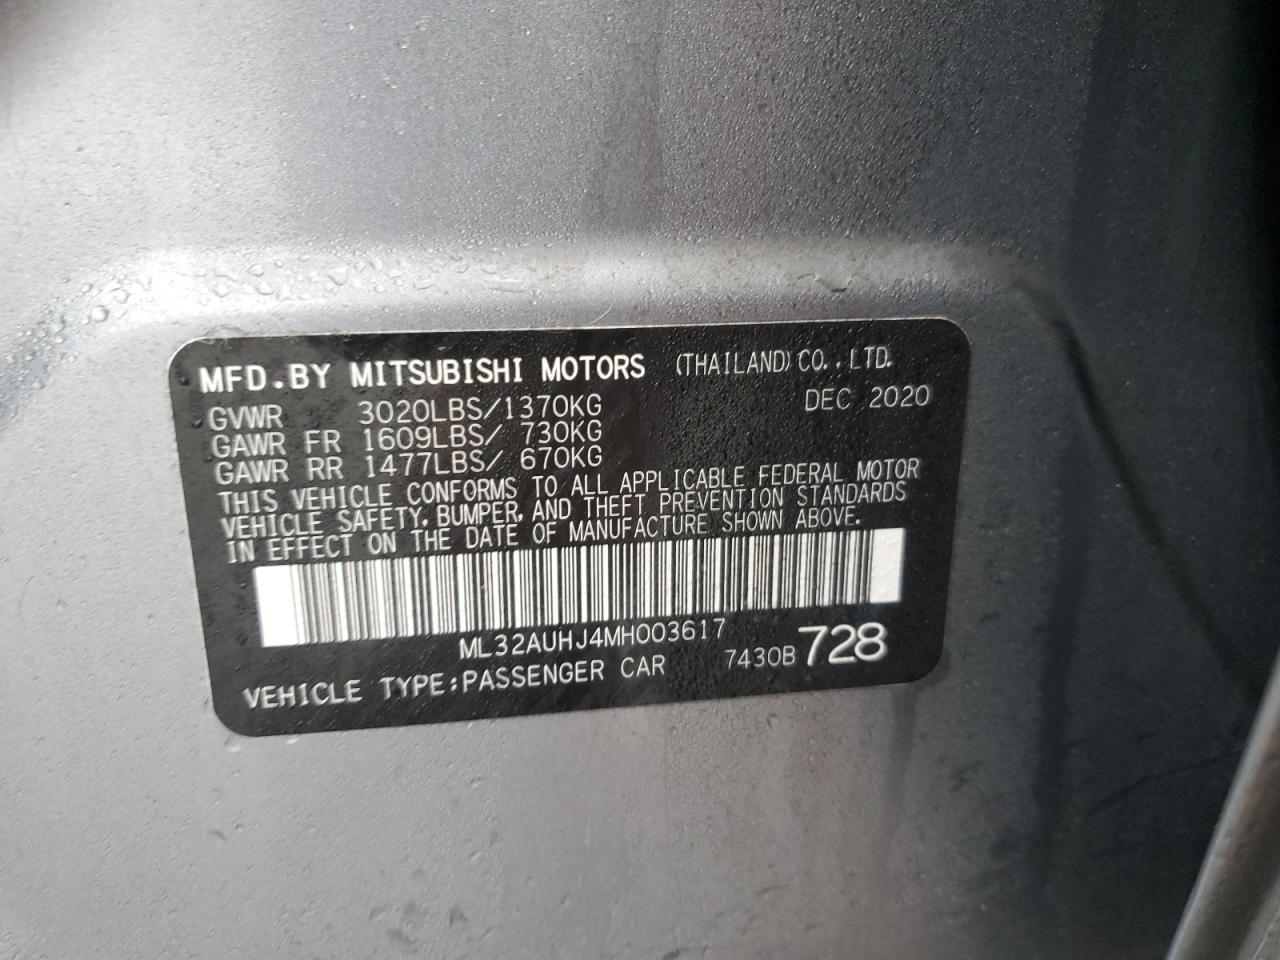 MFD.BY MITSUBISHI MOTORS (THAILAND) CO., LTD.
GVWR 3020LBS/1370KG DEC 2020
GAWR FR 1609LBS/ 730KG
GAWR RR 1477LBS/ 670KG
THIS VEHICLE CONFORMS TO ALL APPLICABLE FEDERAL MOTOR
VEHICLE SAFETY, BUMPER, AND THEFT PREVENTION STANDARDS
IN EFFECT ON THE DATE OF MANUFACTURE SHOWN ABOVE.
ML32AUHJ4MH003617
VEHICLE TYPE:PASSENGER CAR 7430B 728